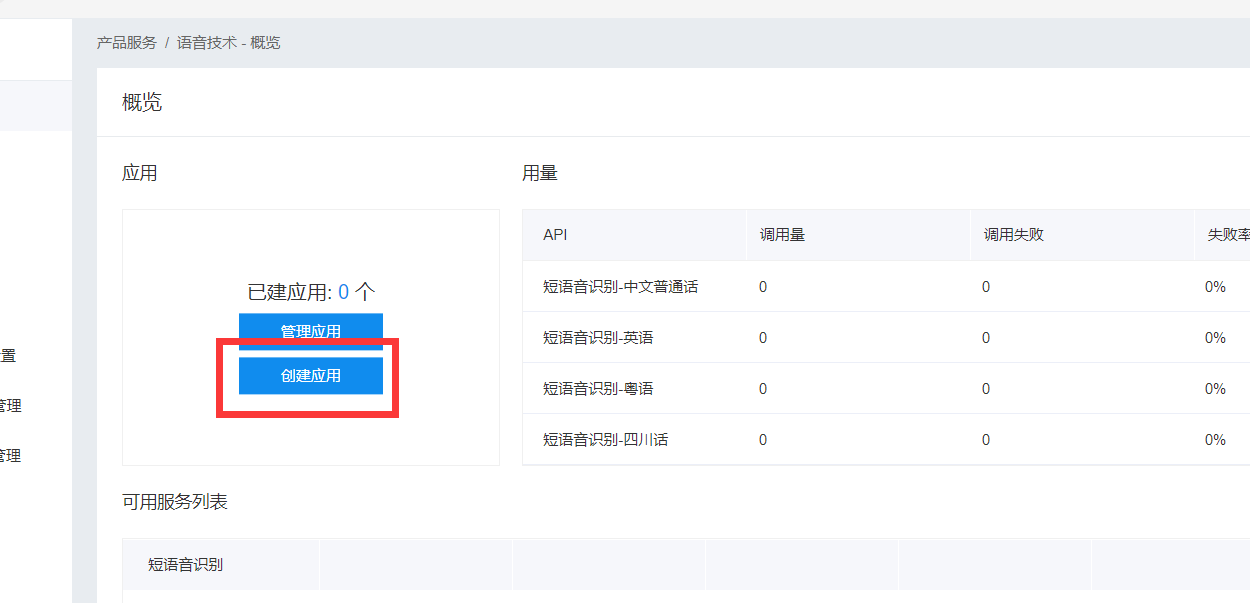 产品服务 / 语音技术 - 概览
概览
应用
用量
已建应用: 0 个
管理应用
创建应用
API 调用量 调用失败 失败率
短语音识别-中文普通话 0 0 0%
短语音识别-英语 0 0 0%
短语音识别-粤语 0 0 0%
短语音识别-四川话 0 0 0%
置
管理
管理
可用服务列表
短语音识别